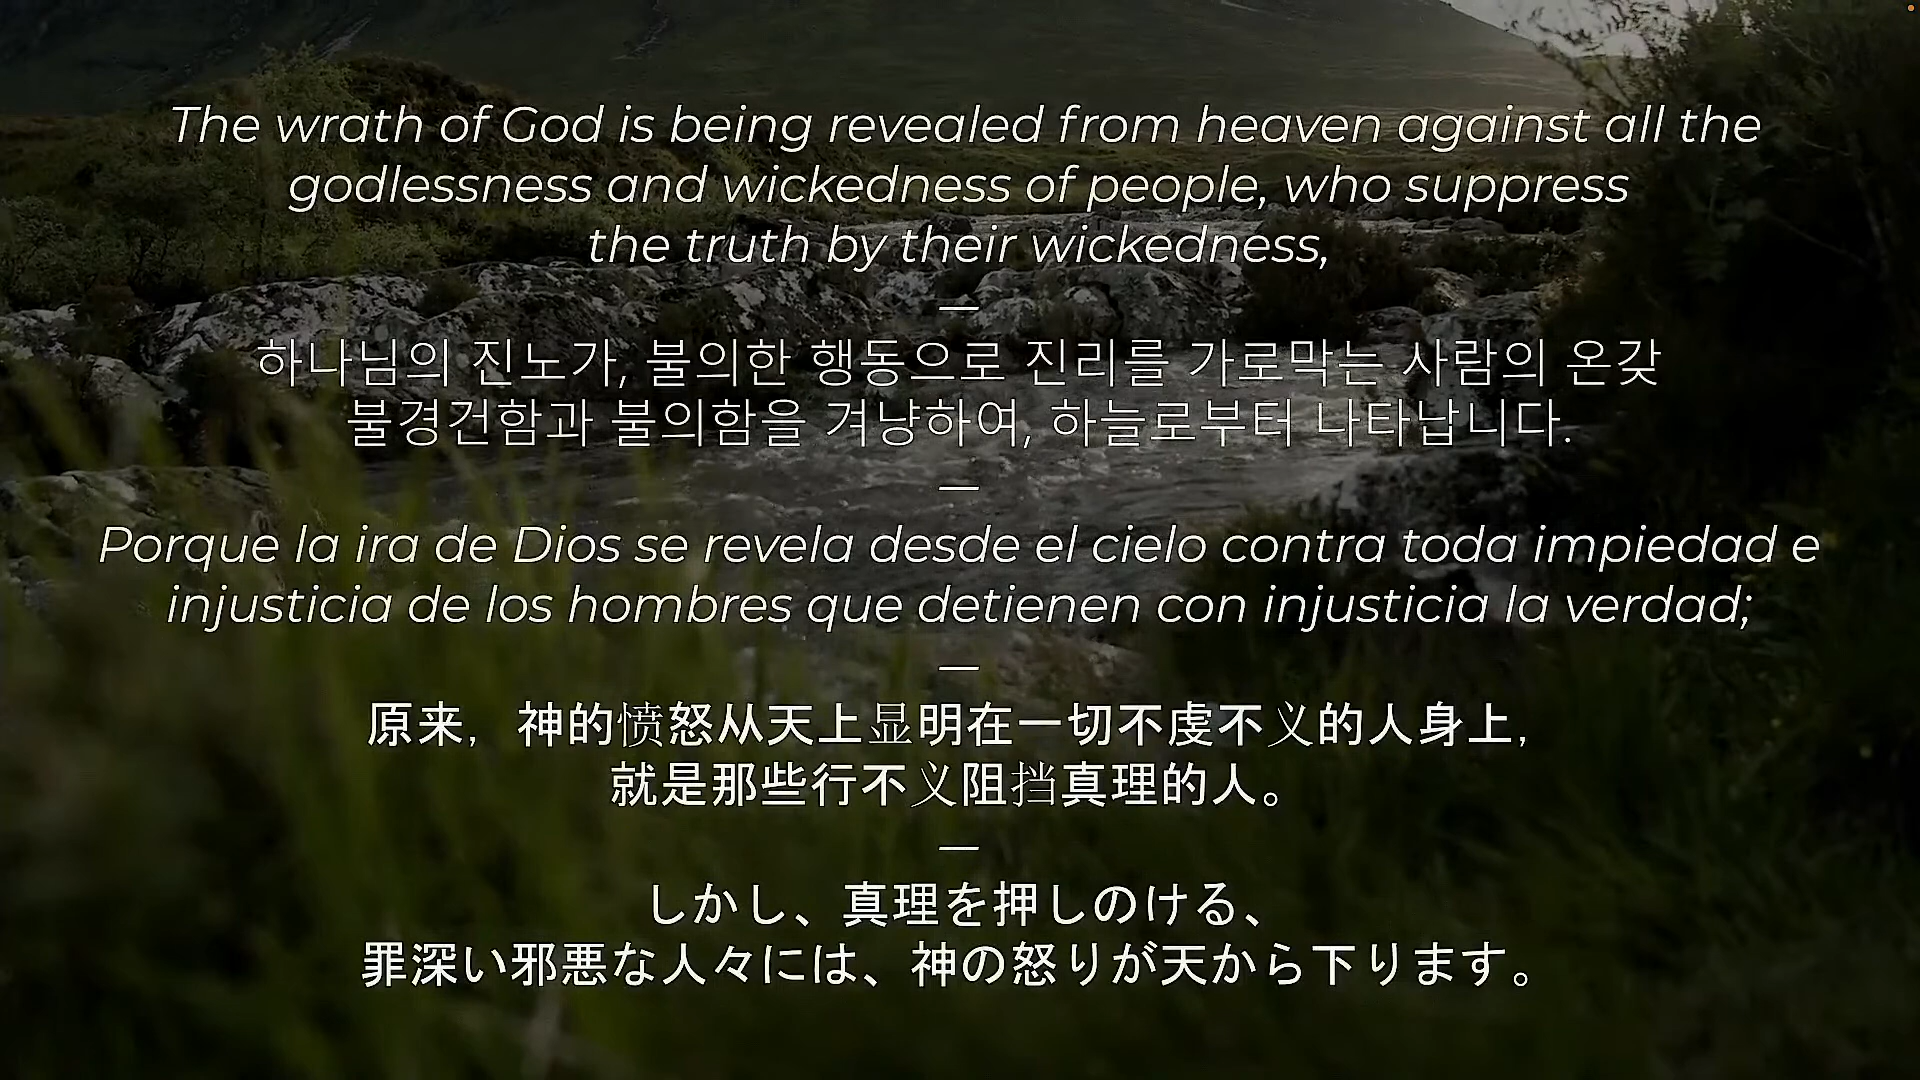 The wrath of God is being revealed from heaven against all the
godlessness and wickedness of people, who suppress
the truth by their wickedness,
—
하나님의 진노가, 불의한 행동으로 진리를 가로막는 사람의 온갖
불경건함과 불의함을 겨냥하여, 하늘로부터 나타납니다.
—
Porque la ira de Dios se revela desde el cielo contra toda impiedad e
injusticia de los hombres que detienen con injusticia la verdad;
—
原来，神的愤怒从天上显明在一切不虔不义的人身上，
就是那些行不义阻挡真理的人。
—
しかし、真理を押しのける、
罪深い邪悪な人々には、神の怒りが天から下ります。